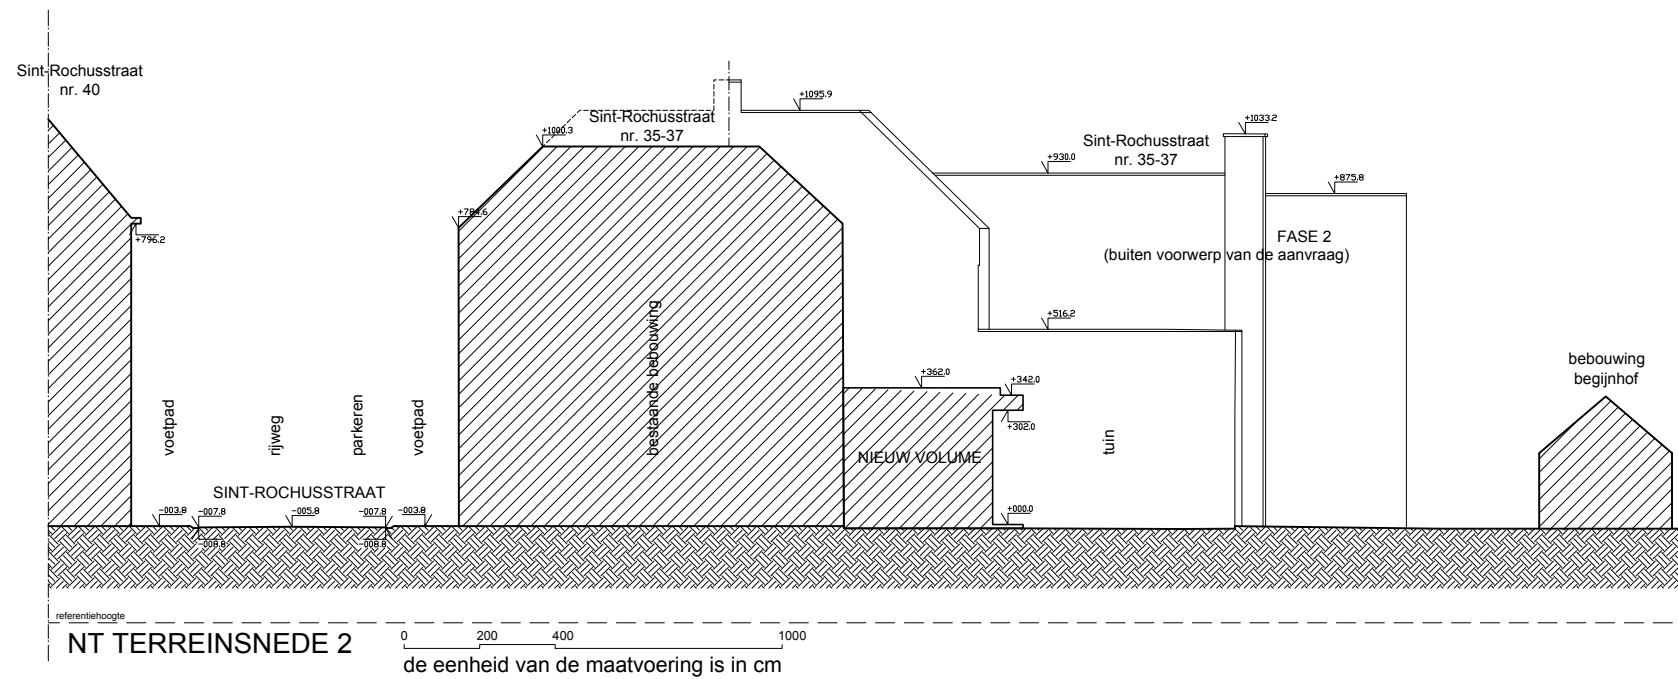 Sint-Rochusstraat
nr. 40
+796.2
voetpad
rijweg
parkeren
voetpad
SINT-ROCHUSSTRAAT
-003.8
-007.8
-008.8
-005.8
-007.8
-008.8
-003.8
+784.6
+1000.3
Sint-Rochusstraat
nr. 35-37
bestaande bebouwing
+1095.9
+362.0
+342.0
+302.0
NIEUW VOLUME
+000.0
+930.0
Sint-Rochusstraat
nr. 35-37
+1033.2
+875.8
FASE 2
(buiten voorwerp van de aanvraag)
+516.2
tuin
bebouwing
begijnhof
referentiehoogte
NT TERREINSNEDE 2
0 200 400 1000
de eenheid van de maatvoering is in cm